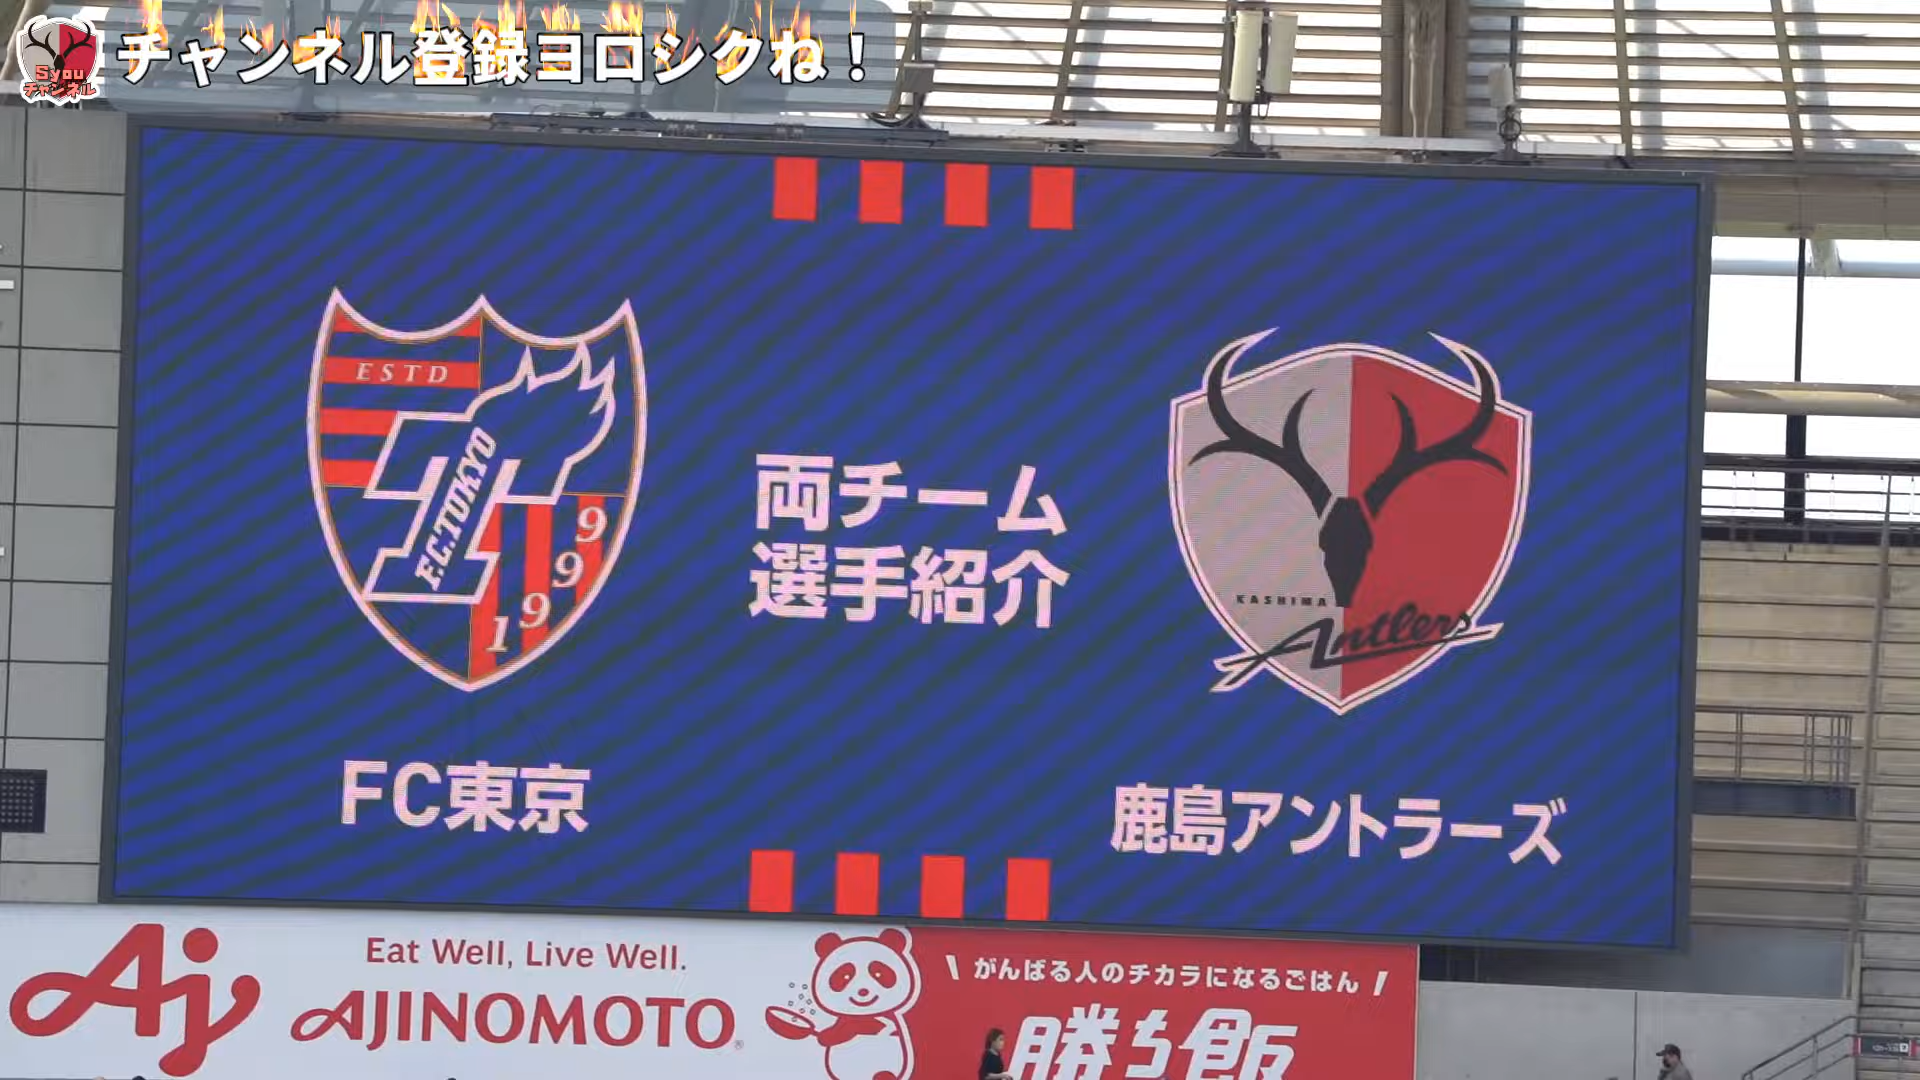 Syou
チャンネル
チャンネル登録ヨロシクね!
ESTD
F.C.TOKYO
1999
両チーム
選手紹介
KASHIMA
Antlers
FC東京
鹿島アントラーズ
Aj
Eat Well, Live Well.
AJINOMOTO®
\ がんばる人のチカラになるごはん /
勝ち飯